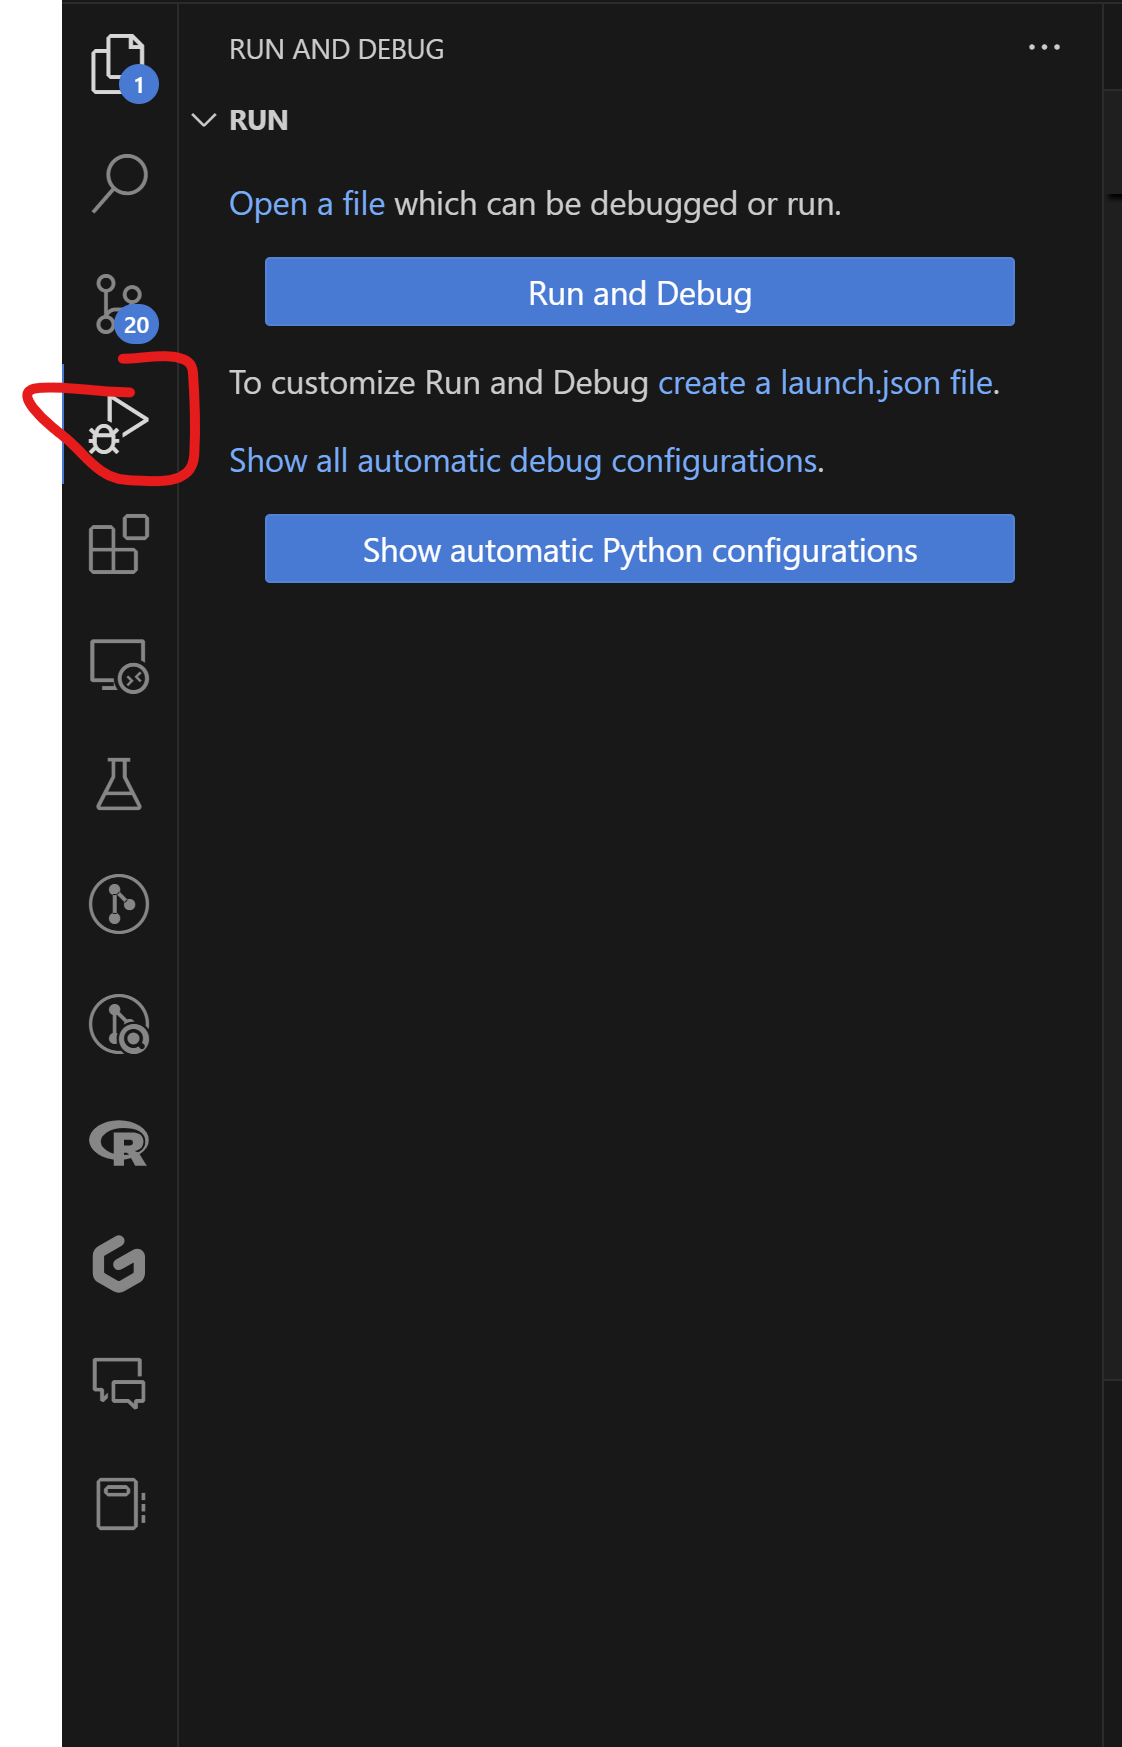 RUN AND DEBUG
1
RUN
Open a file which can be debugged or run.
Run and Debug
20
To customize Run and Debug create a launch.json file.
Show all automatic debug configurations.
Show automatic Python configurations
R